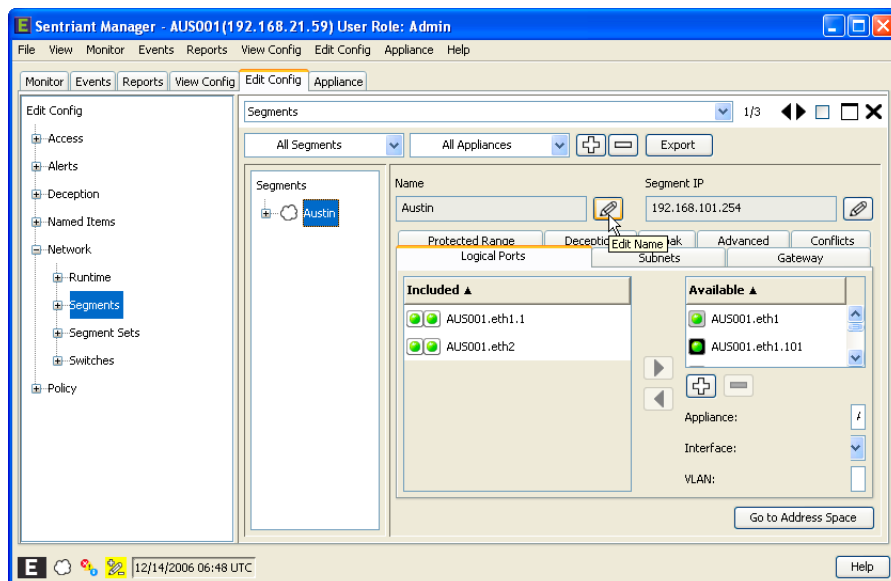 E Sentriant Manager - AUS001(192.168.21.59) User Role: Admin
File View Monitor Events Reports View Config Edit Config Appliance Help
Monitor Events Reports View Config Edit Config Appliance
Edit Config
Access
Alerts
Deception
Named Items
Network
Runtime
Segments
Segment Sets
Switches
Policy
Segments 1/3
All Segments All Appliances Export
Segments
Austin
Name Segment IP
Austin 192.168.101.254
Edit Name
Protected Range Advanced Conflicts
Logical Ports Subnets Gateway
Included ▲ Available ▲
AUS001.eth1.1 AUS001.eth1
AUS001.eth2 AUS001.eth1.101
Appliance:
Interface:
VLAN:
Go to Address Space
E 12/14/2006 06:48 UTC Help